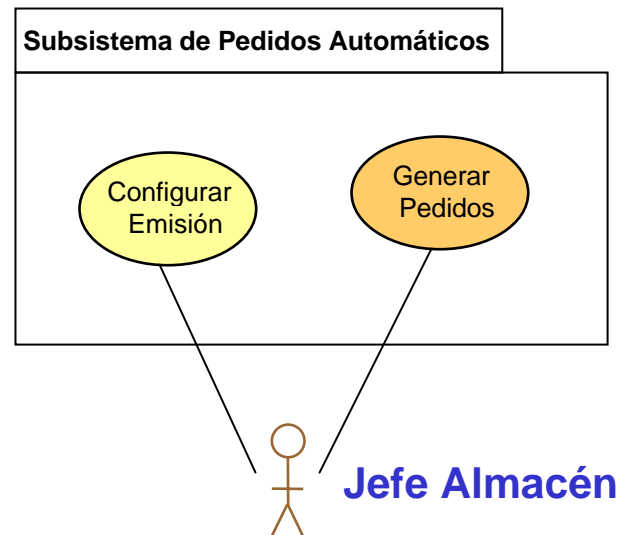 Subsistema de Pedidos Automáticos
Configurar
Emisión
Generar
Pedidos
Jefe Almacén